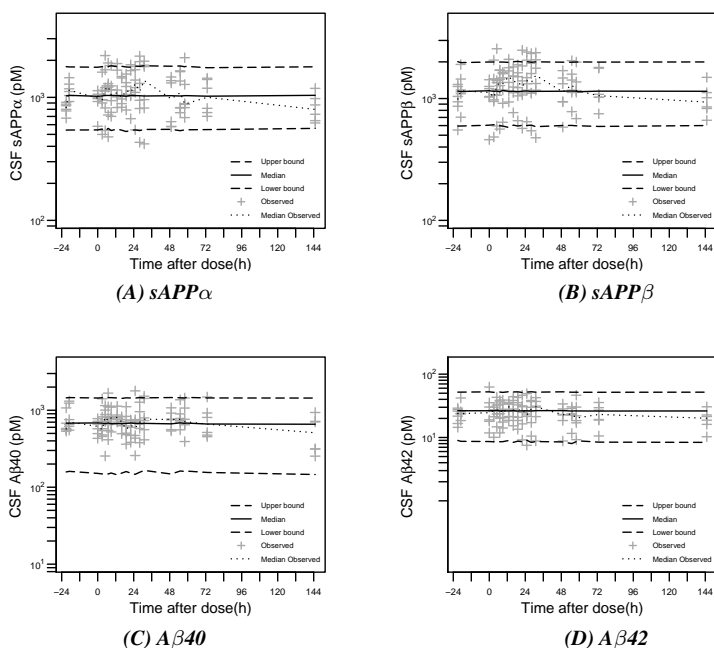 CSF sAPPα (pM)
10³
10²
Upper bound
Median
Lower bound
Observed
Median Observed
−24 0 24 48 72 96 120 144
Time after dose(h)
(A) sAPPα
CSF sAPPβ (pM)
10³
10²
Upper bound
Median
Lower bound
Observed
Median Observed
−24 0 24 48 72 96 120 144
Time after dose(h)
(B) sAPPβ
CSF Aβ40 (pM)
10⁴
10³
10²
10¹
Upper bound
Median
Lower bound
Observed
Median Observed
−24 0 24 48 72 96 120 144
Time after dose(h)
(C) Aβ40
CSF Aβ42 (pM)
10²
10¹
Upper bound
Median
Lower bound
Observed
Median Observed
−24 0 24 48 72 96 120 144
Time after dose(h)
(D) Aβ42